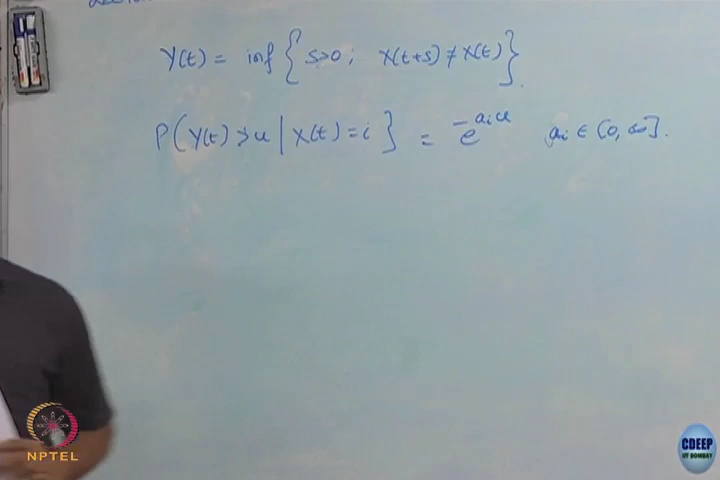 Y(t) = inf { s>0 ; X(t+s) ≠ X(t) } .
P( Y(t) > u | X(t) = i } = e^{-a_i u} a_i ∈ [0, ∞].
NPTEL
CDEEP
IIT BOMBAY